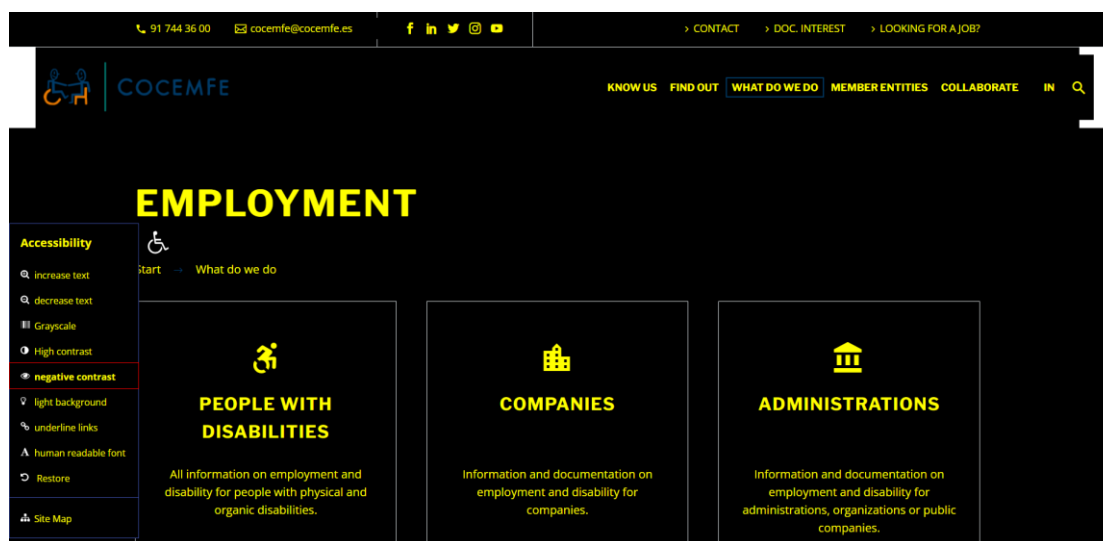 91 744 36 00 cocemfe@cocemfe.es > CONTACT > DOC. INTEREST > LOOKING FOR A JOB?
COCEMFE
KNOW US FIND OUT WHAT DO WE DO MEMBER ENTITIES COLLABORATE IN
EMPLOYMENT
Start → What do we do
Accessibility
increase text
decrease text
Grayscale
High contrast
negative contrast
light background
underline links
human readable font
Restore
Site Map
PEOPLE WITH
DISABILITIES
All information on employment and
disability for people with physical and
organic disabilities.
COMPANIES
Information and documentation on
employment and disability for
companies.
ADMINISTRATIONS
Information and documentation on
employment and disability for
administrations, organizations or public
companies.